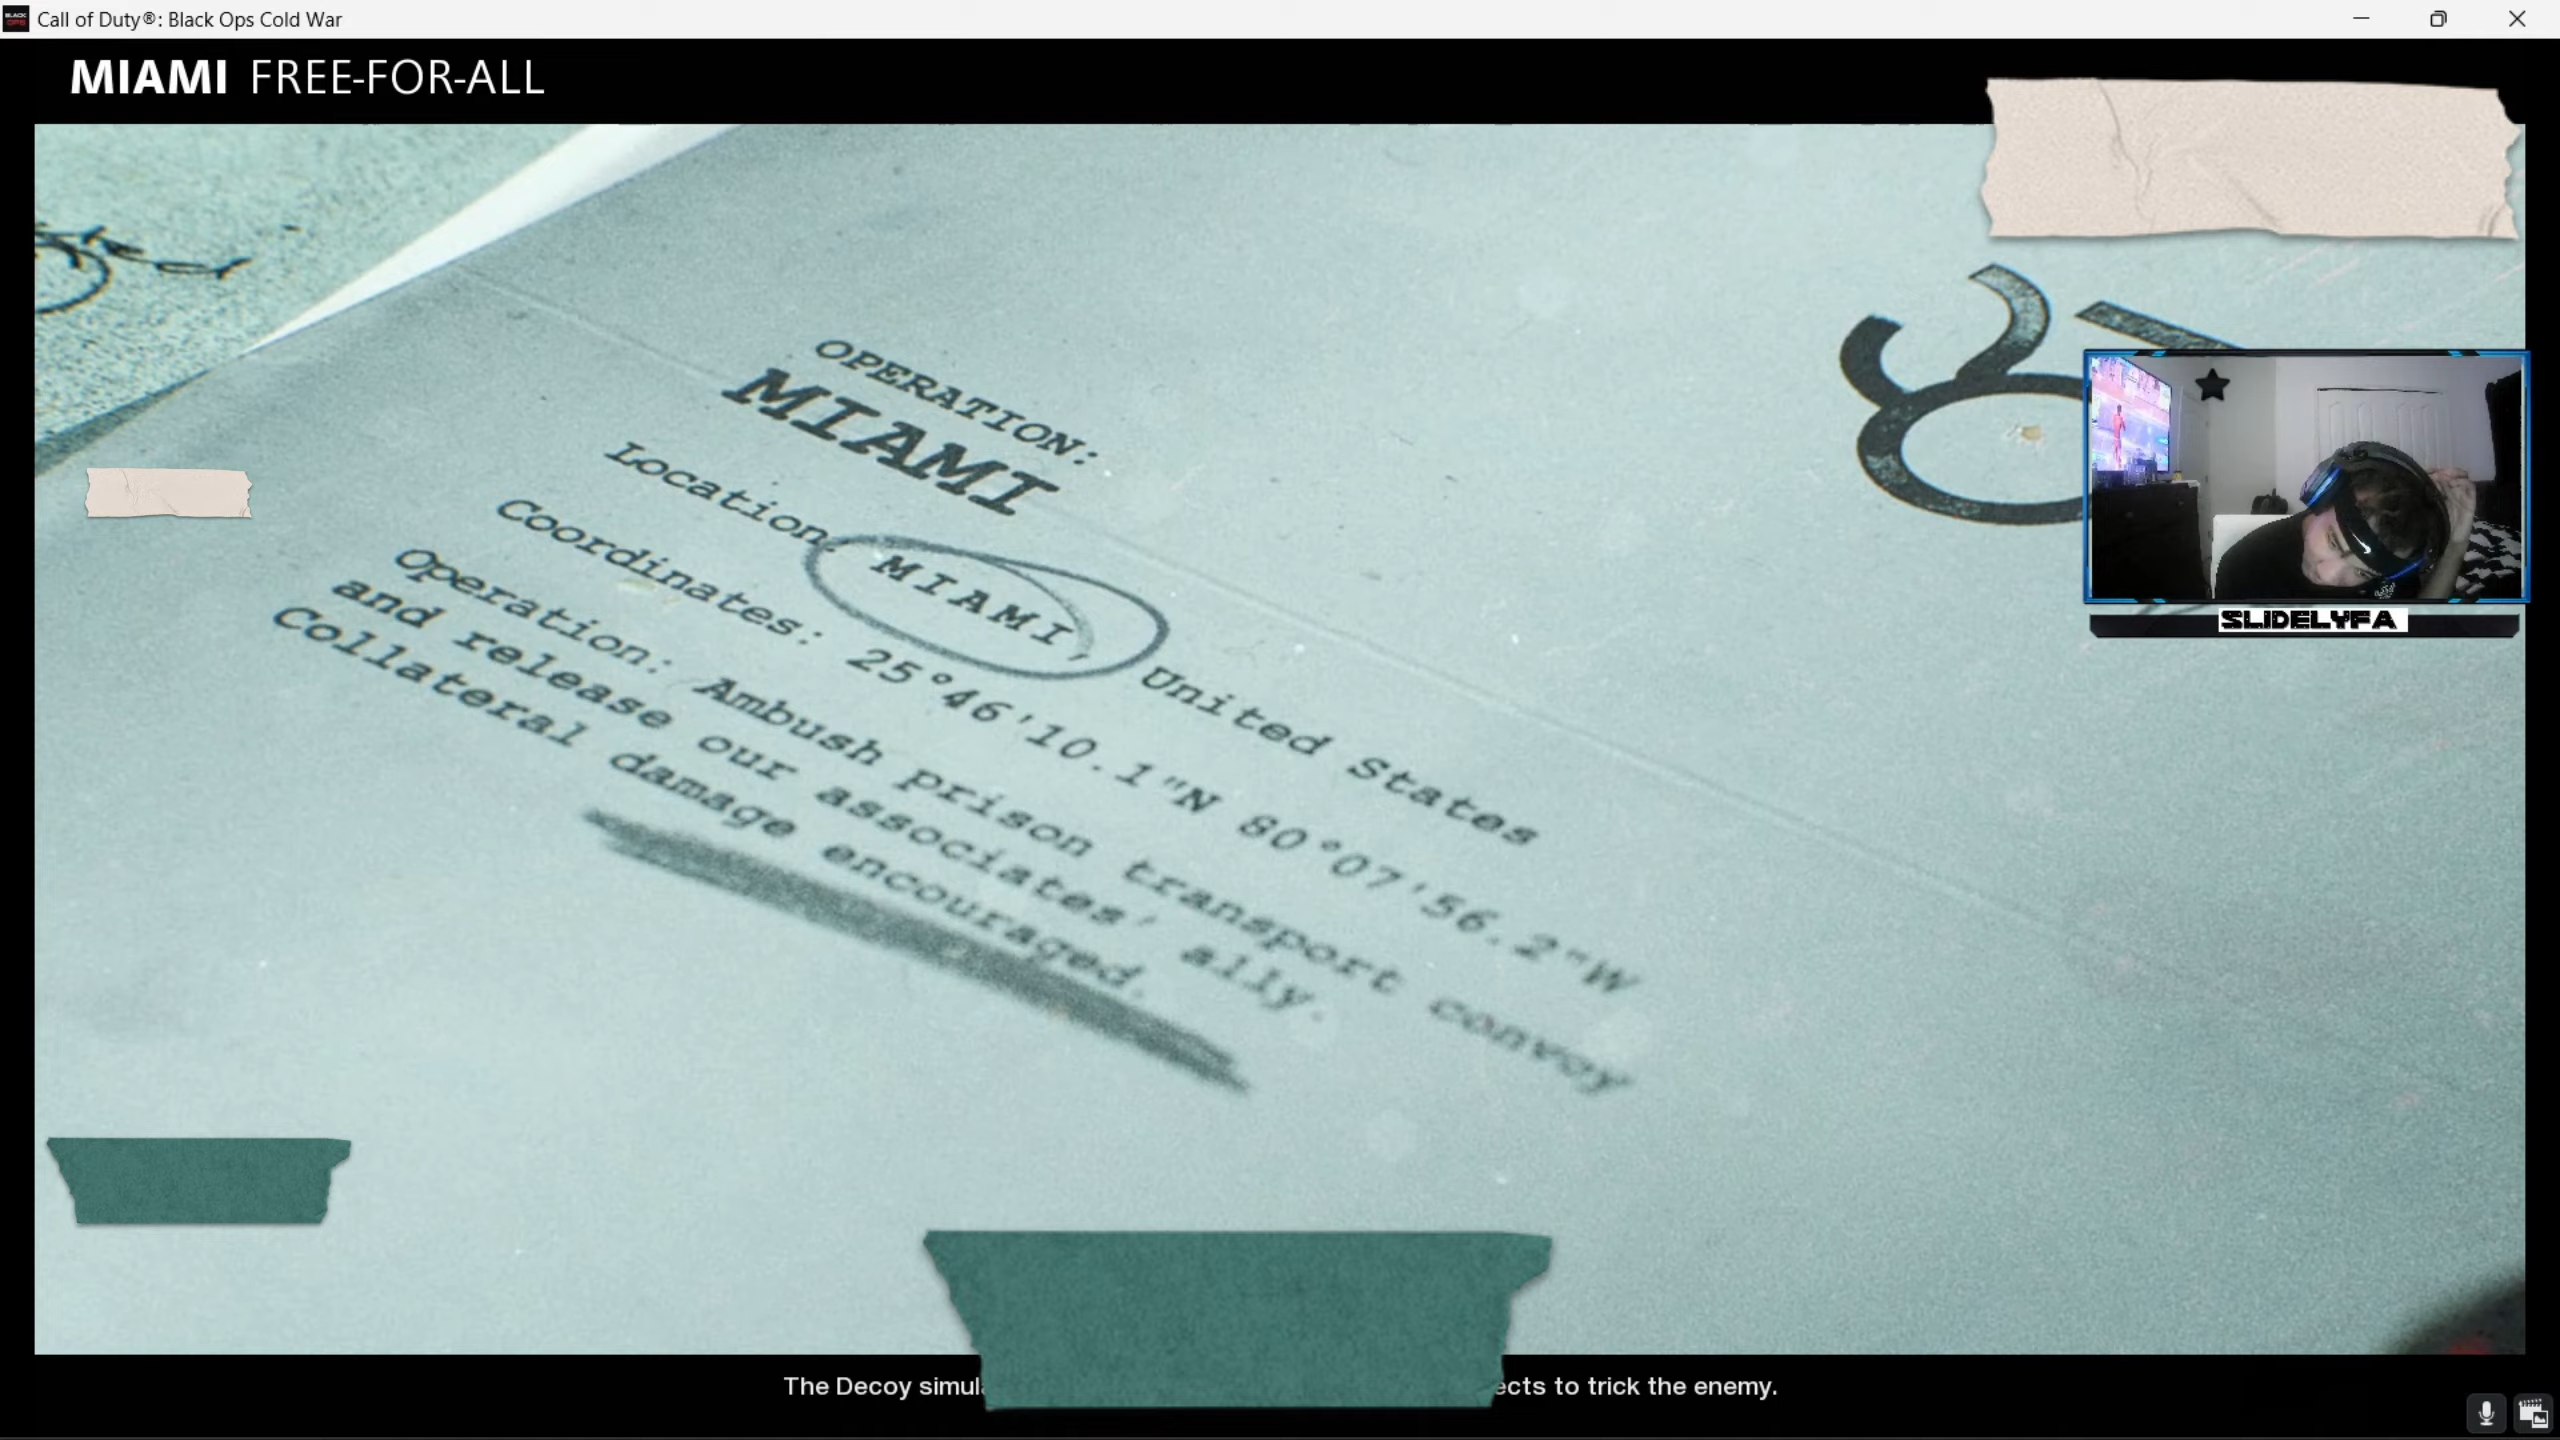 Call of Duty®: Black Ops Cold War
MIAMI FREE-FOR-ALL
OPERATION:
MIAMI
Location: MIAMI, United States
Coordinates: 25°46'10.1"N 80°07'56.2"W
Operation: Ambush prison transport convoy
and release our associates' ally.
Collateral damage encouraged.
SLIDELYFA
The Decoy to trick the enemy.